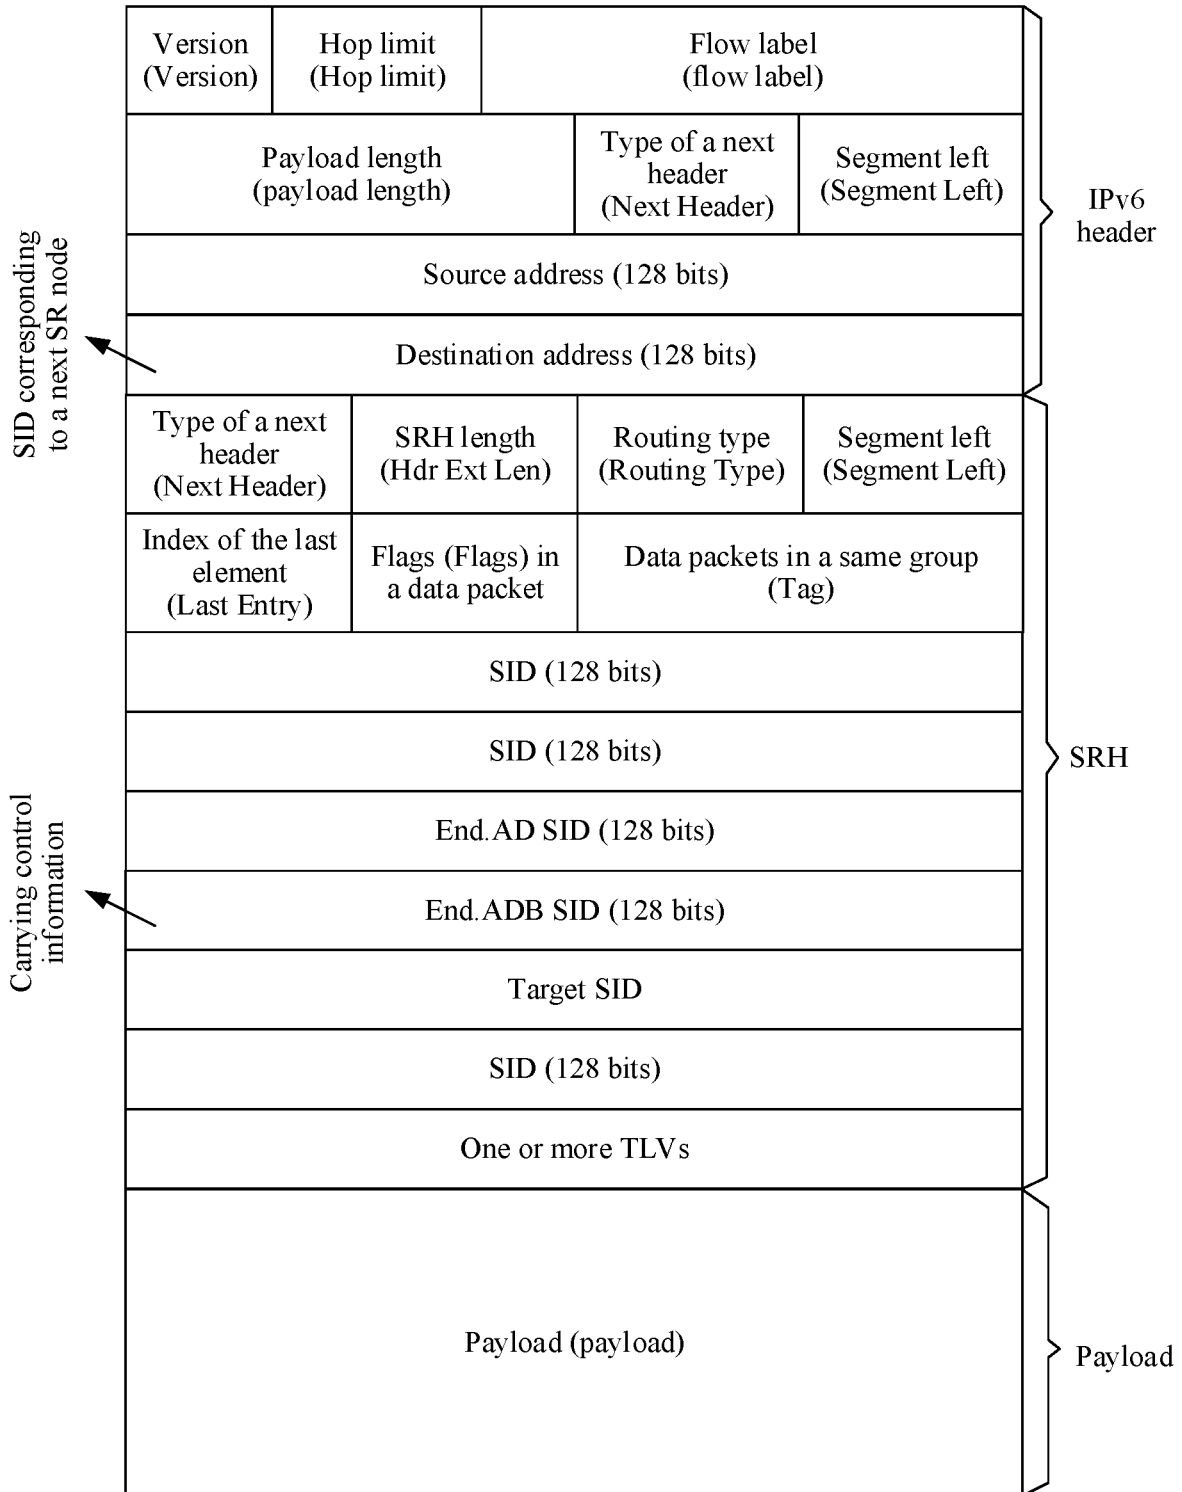 Version
(Version)
Hop limit
(Hop limit)
Flow label
(flow label)
Payload length
(payload length)
Type of a next
header
(Next Header)
Segment left
(Segment Left)
IPv6
header
Source address (128 bits)
SID corresponding
to a next SR node
Destination address (128 bits)
Type of a next
header
(Next Header)
SRH length
(Hdr Ext Len)
Routing type
(Routing Type)
Segment left
(Segment Left)
Index of the last
element
(Last Entry)
Flags (Flags) in
a data packet
Data packets in a same group
(Tag)
SID (128 bits)
SID (128 bits)
SRH
End.AD SID (128 bits)
Carrying control
information
End.ADB SID (128 bits)
Target SID
SID (128 bits)
One or more TLVs
Payload (payload)
Payload